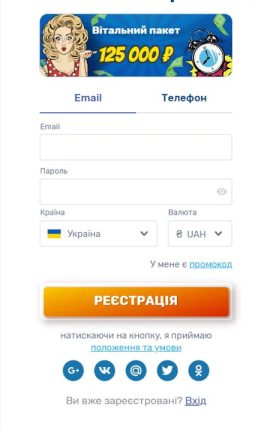 Вітальний пакет
125 000 ₽
Email
Телефон
Email
Пароль
Країна
Валюта
Україна
₴ UAH
У мене є промокод
РЕЄСТРАЦІЯ
натискаючи на кнопку, я приймаю
положення та умови
G+
Ви вже зареєстровані? Вхід